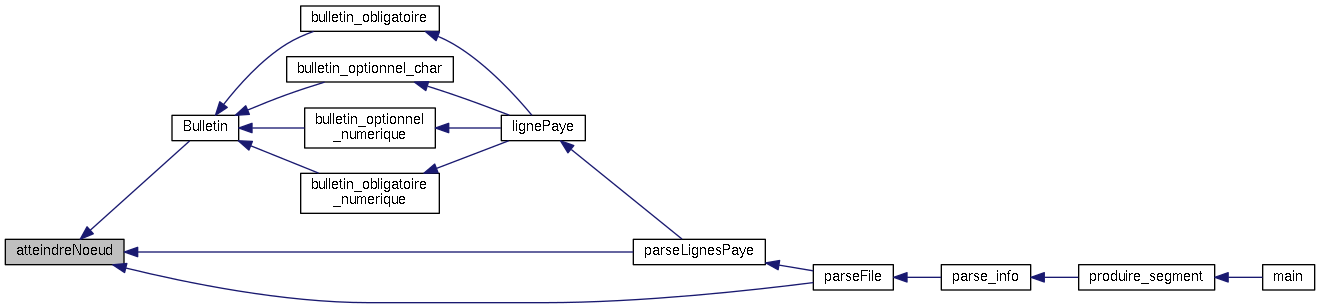 bulletin_obligatoire
bulletin_optionnel_char
Bulletin
bulletin_optionnel
_numerique
lignePaye
bulletin_obligatoire
_numerique
atteindreNoeud
parseLignesPaye
parseFile
parse_info
produire_segment
main